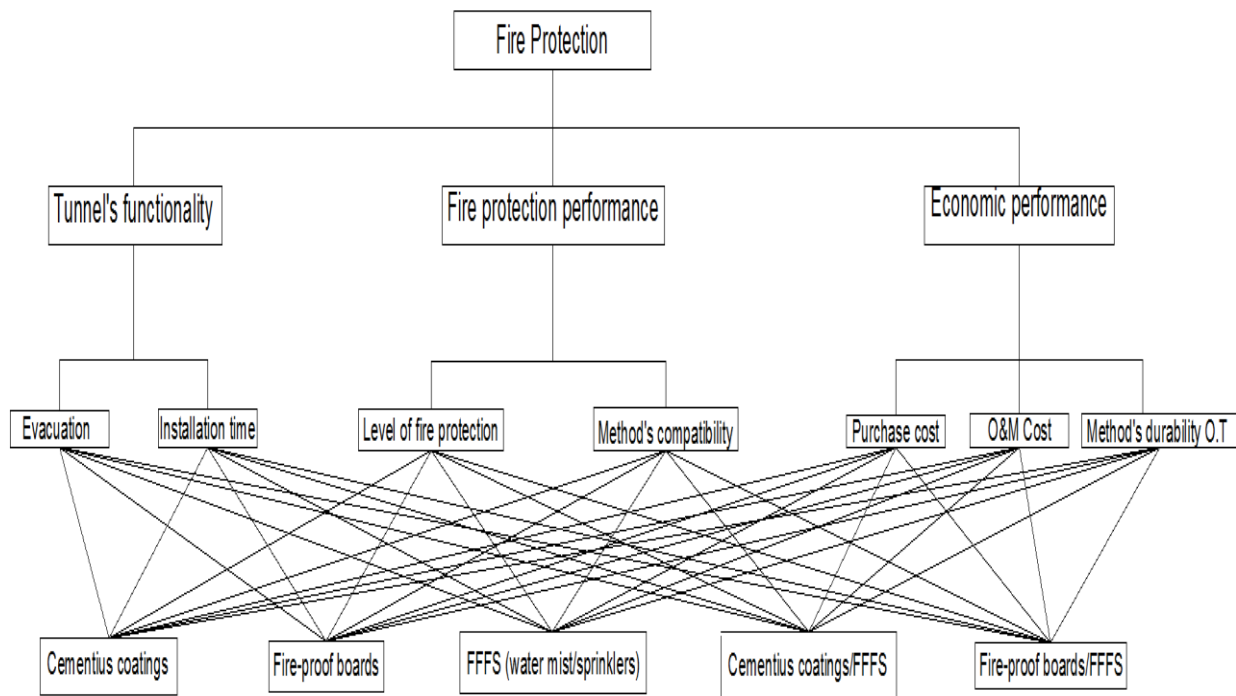 Fire Protection
Tunnel's functionality
Fire protection performance
Economic performance
Evacuation
Installation time
Level of fire protection
Method's compatibility
Purchase cost
O&M Cost
Method's durability O.T
Cementius coatings
Fire-proof boards
FFFS (water mist/sprinklers)
Cementius coatings/FFFS
Fire-proof boards/FFFS